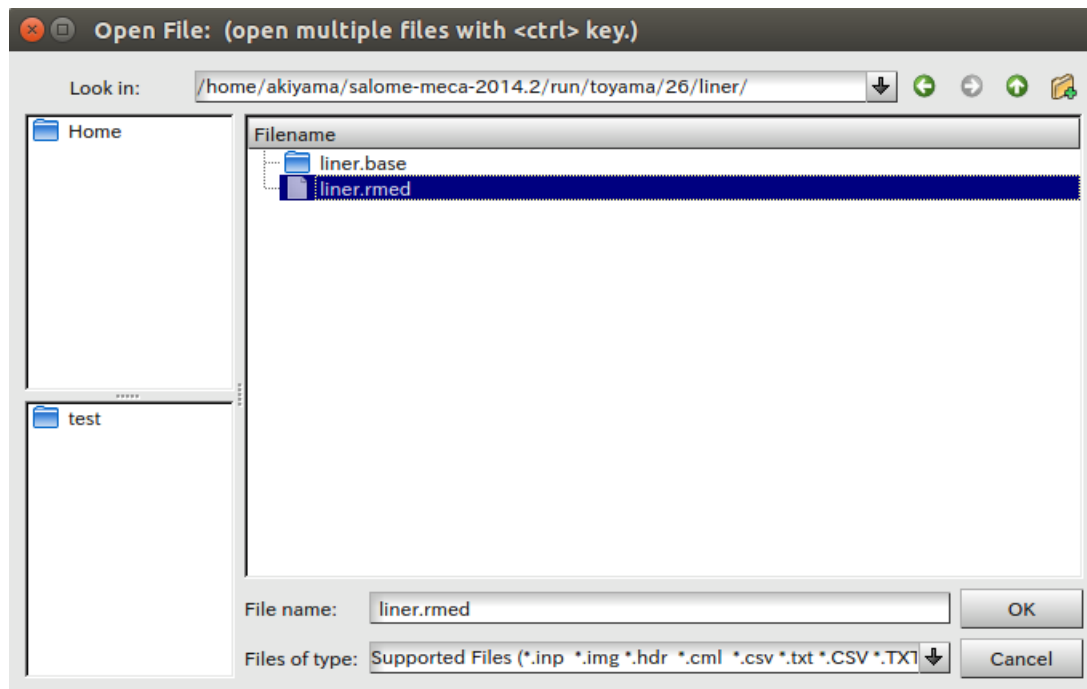 Open File: (open multiple files with <ctrl> key.)
Look in: /home/akiyama/salome-meca-2014.2/run/toyama/26/liner/
Home
Filename
liner.base
liner.rmed
test
File name: liner.rmed OK
Files of type: Supported Files (*.inp *.img *.hdr *.cml *.csv *.txt *.CSV *.TXT Cancel